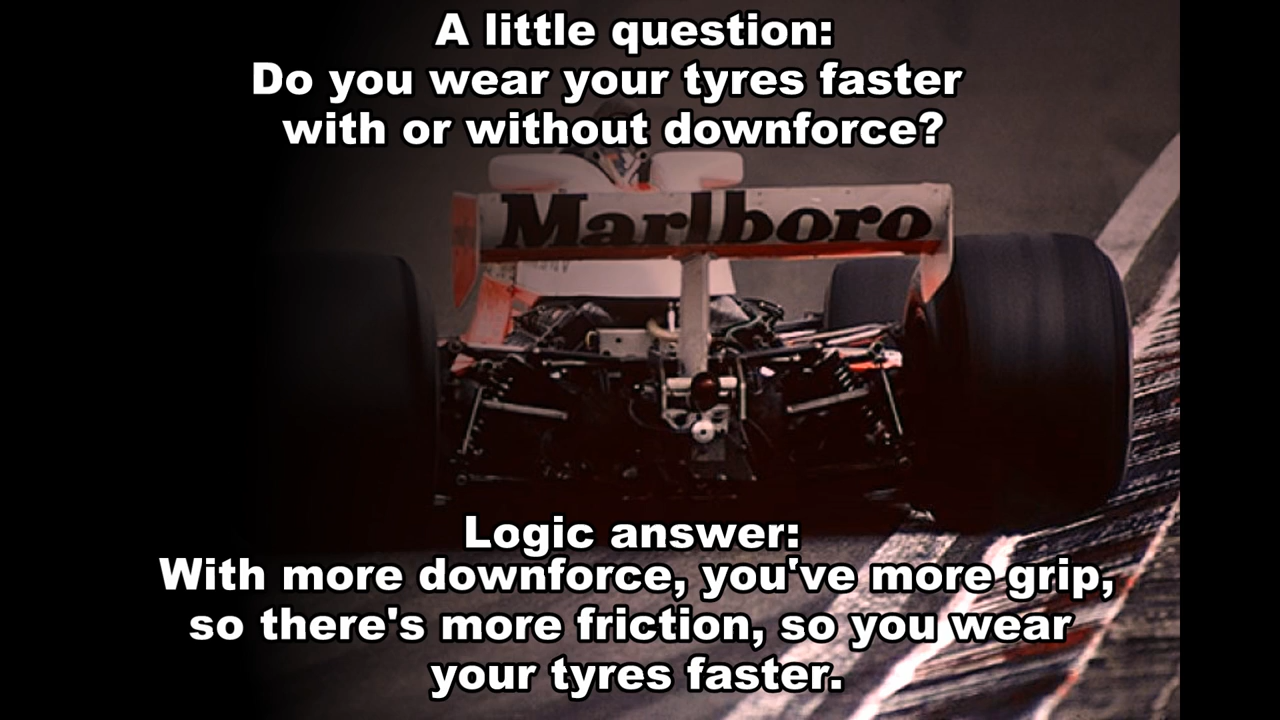 A little question:
Do you wear your tyres faster
with or without downforce?
Marlboro
Logic answer:
With more downforce, you've more grip,
so there's more friction, so you wear
your tyres faster.